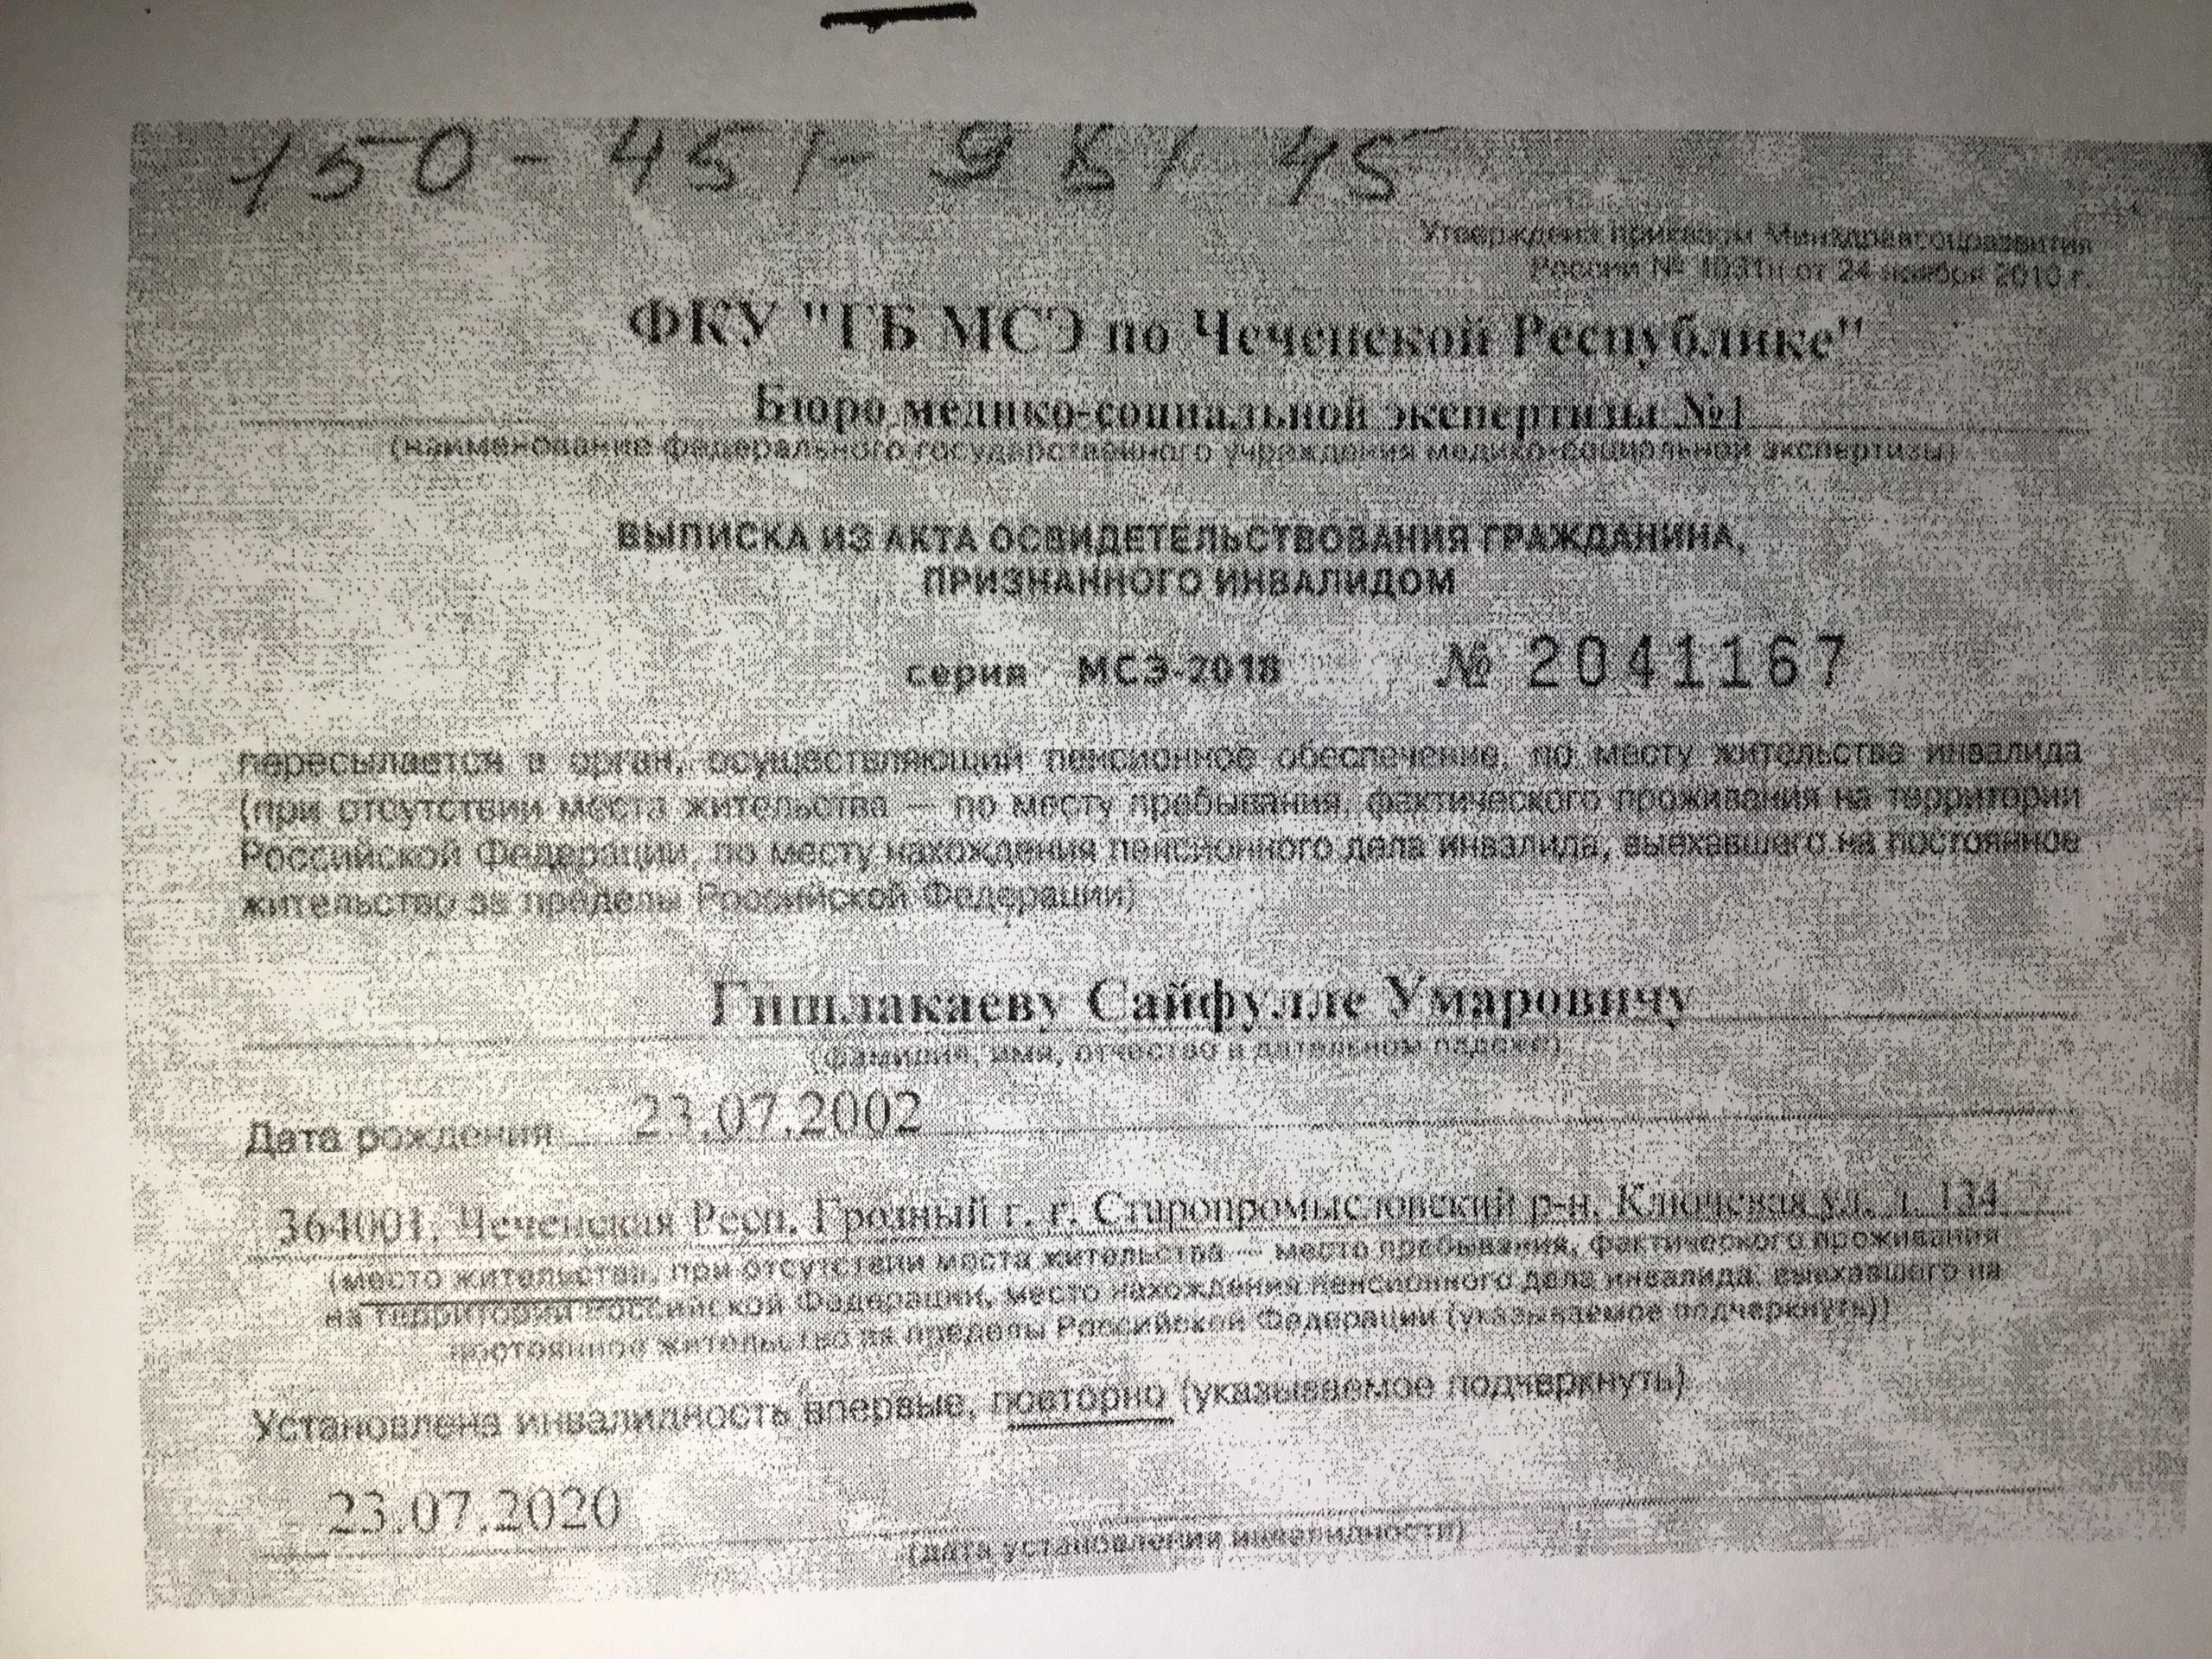 150-451-981 45
Утверждена приказом Минздравсоцразвития
России № 1031н от 24 ноября 2010 г.
ФКУ "ГБ МСЭ по Чеченской Республике"
Бюро медико-социальной экспертизы №1
(наименование федерального государственного учреждения медико-социальной экспертизы)
ВЫПИСКА ИЗ АКТА ОСВИДЕТЕЛЬСТВОВАНИЯ ГРАЖДАНИНА,
ПРИЗНАННОГО ИНВАЛИДОМ
серия МСЭ-2018 № 2041167
пересылается в орган, осуществляющий пенсионное обеспечение, по месту жительства инвалида
(при отсутствии места жительства — по месту пребывания, фактического проживания на территории
Российской Федерации, по месту нахождения пенсионного дела инвалида, выехавшего на постоянное
жительство за пределы Российской Федерации)
Гишлакаеву Сайфулле Умаровичу
(фамилия, имя, отчество в дательном падеже)
Дата рождения 23.07.2002
364001, Чеченская Респ, Грозный г, г. Старопромысловский р-н, Ключевая ул, д. 134
(место жительства, при отсутствии места жительства — место пребывания, фактического проживания
на территории Российской Федерации, место нахождения пенсионного дела инвалида, выехавшего на
постоянное жительство за пределы Российской Федерации (указываемое подчеркнуть))
Установлена инвалидность впервые, повторно (указываемое подчеркнуть)
23.07.2020
(дата установления инвалидности)